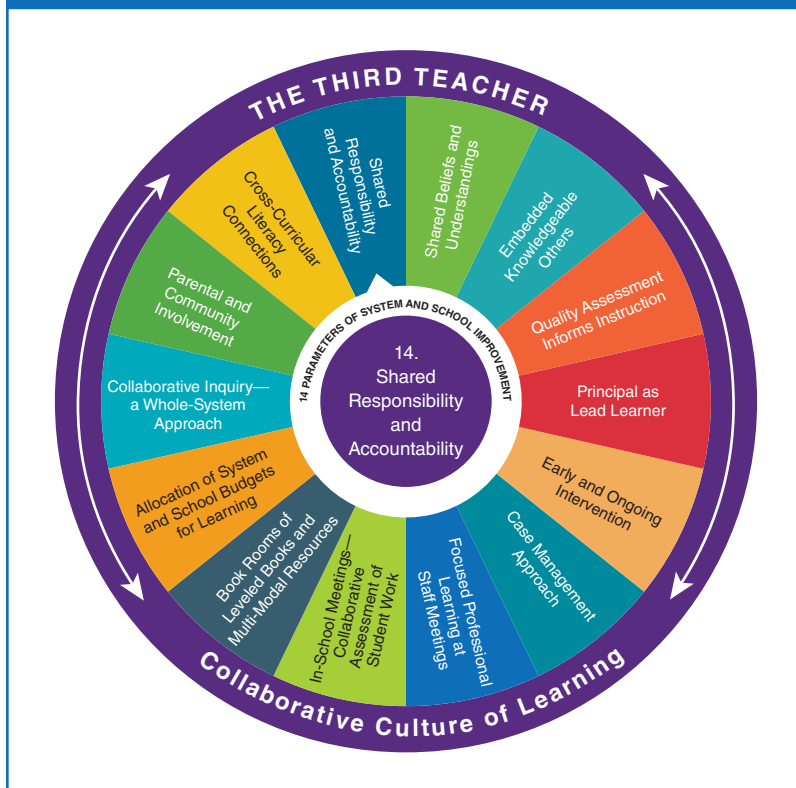 THE THIRD TEACHER
Shared Beliefs and
Understandings
Embedded
Knowledgeable
Others
Quality Assessment
Informs Instruction
Principal as
Lead Learner
Early and Ongoing
Intervention
Case Management
Approach
Focused Professional
Learning at
Staff Meetings
In-School Meetings—
Collaborative
Assessment of
Student Work
Book Rooms of
Leveled Books and
Multi-Modal Resources
Allocation of System
and School Budgets
for Learning
Collaborative Inquiry—
a Whole-System
Approach
Parental and
Community
Involvement
Cross-Curricular
Literacy
Connections
Shared
Responsibility
and Accountability
14 PARAMETERS OF SYSTEM AND SCHOOL IMPROVEMENT
14.
Shared
Responsibility
and
Accountability
Collaborative Culture of Learning